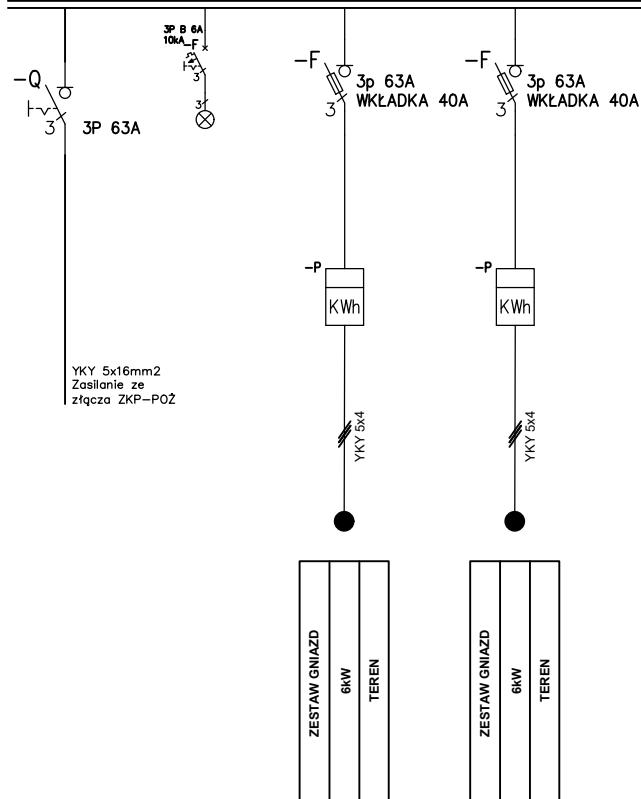 -Q
3
3P 63A
YKY 5x16mm2
Zasilanie ze
złącza ZKP-POŻ
3P B 6A
10kA
-F
3
3
-F
3
3p 63A
WKŁADKA 40A
-P
KWh
YKY 5x4
ZESTAW GNIAZD
6kW
TEREN
-F
3
3p 63A
WKŁADKA 40A
-P
KWh
YKY 5x4
ZESTAW GNIAZD
6kW
TEREN